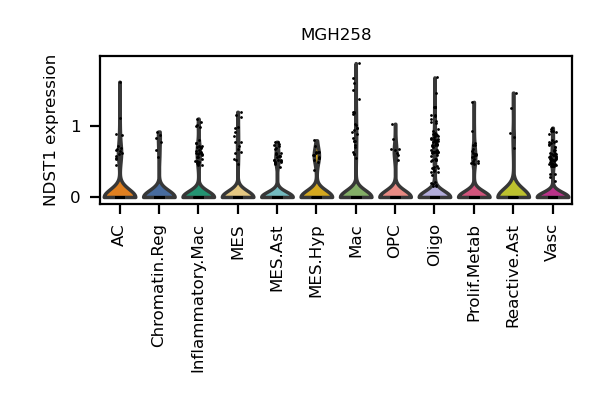 MGH258
NDST1 expression
1
0
AC
Chromatin.Reg
Inflammatory.Mac
MES
MES.Ast
MES.Hyp
Mac
OPC
Oligo
Prolif.Metab
Reactive.Ast
Vasc